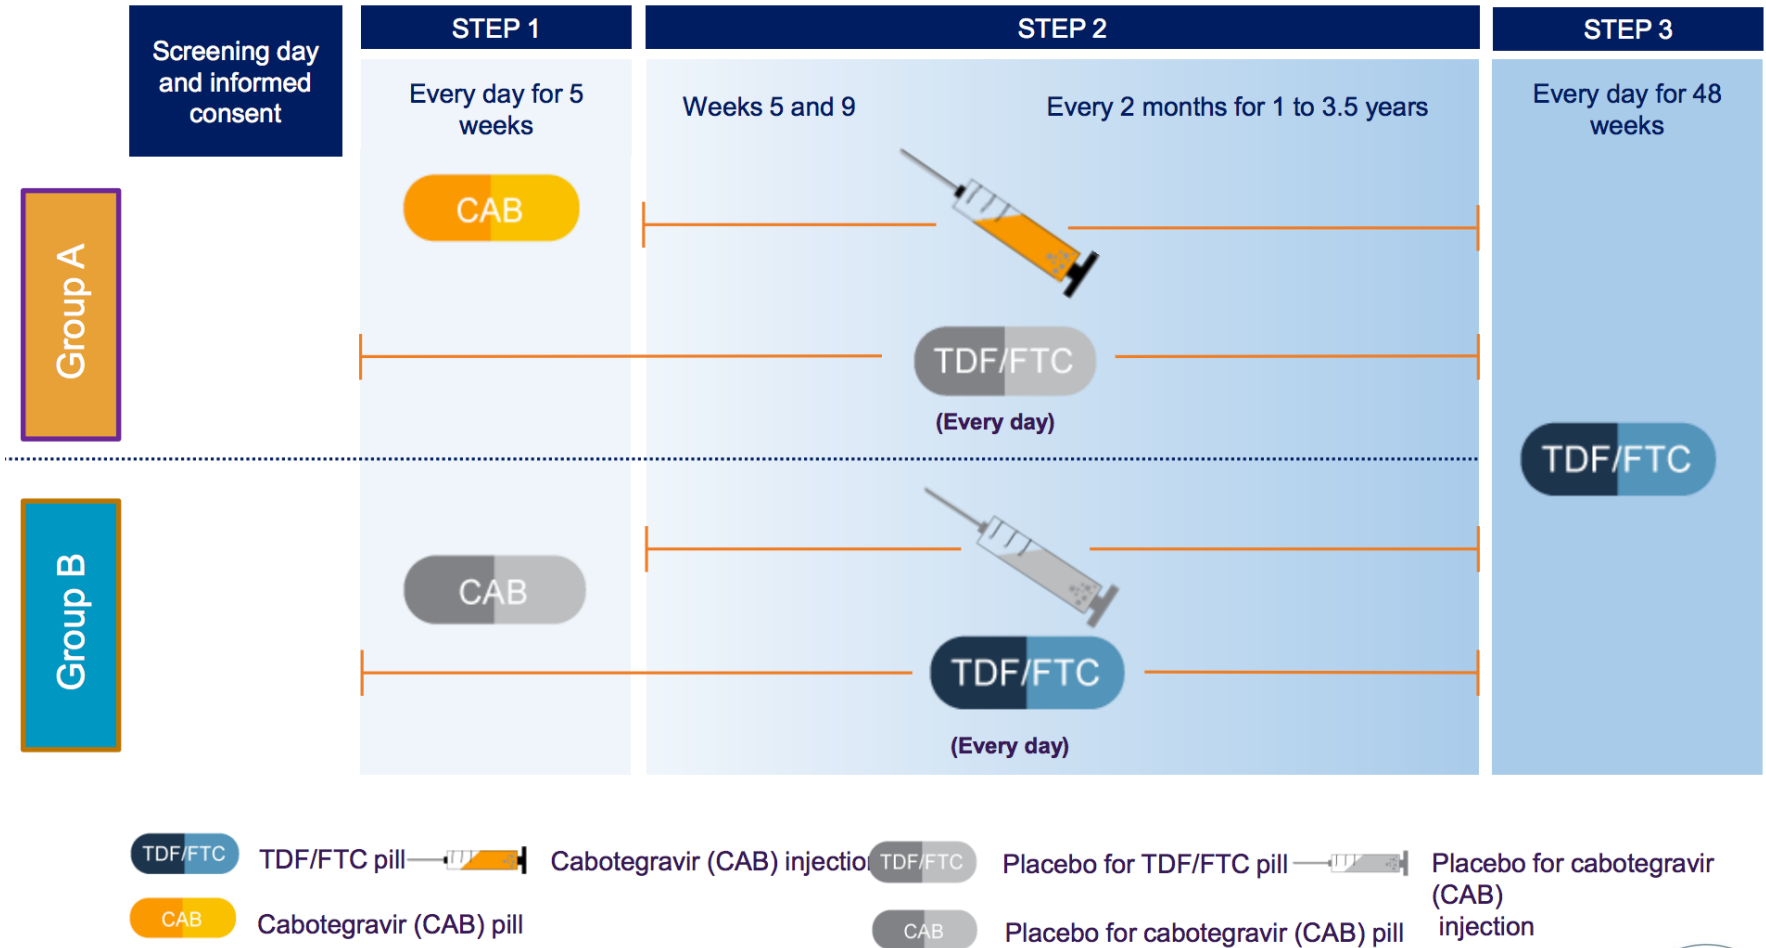 Screening day
and informed
consent
STEP 1
STEP 2
STEP 3
Every day for 5
weeks
Weeks 5 and 9
Every 2 months for 1 to 3.5 years
Every day for 48
weeks
Group A
CAB
TDF/FTC
(Every day)
TDF/FTC
Group B
CAB
TDF/FTC
(Every day)
TDF/FTC
TDF/FTC pill
Cabotegravir (CAB) injection
TDF/FTC
Placebo for TDF/FTC pill
Placebo for cabotegravir
(CAB)
injection
CAB
Cabotegravir (CAB) pill
CAB
Placebo for cabotegravir (CAB) pill